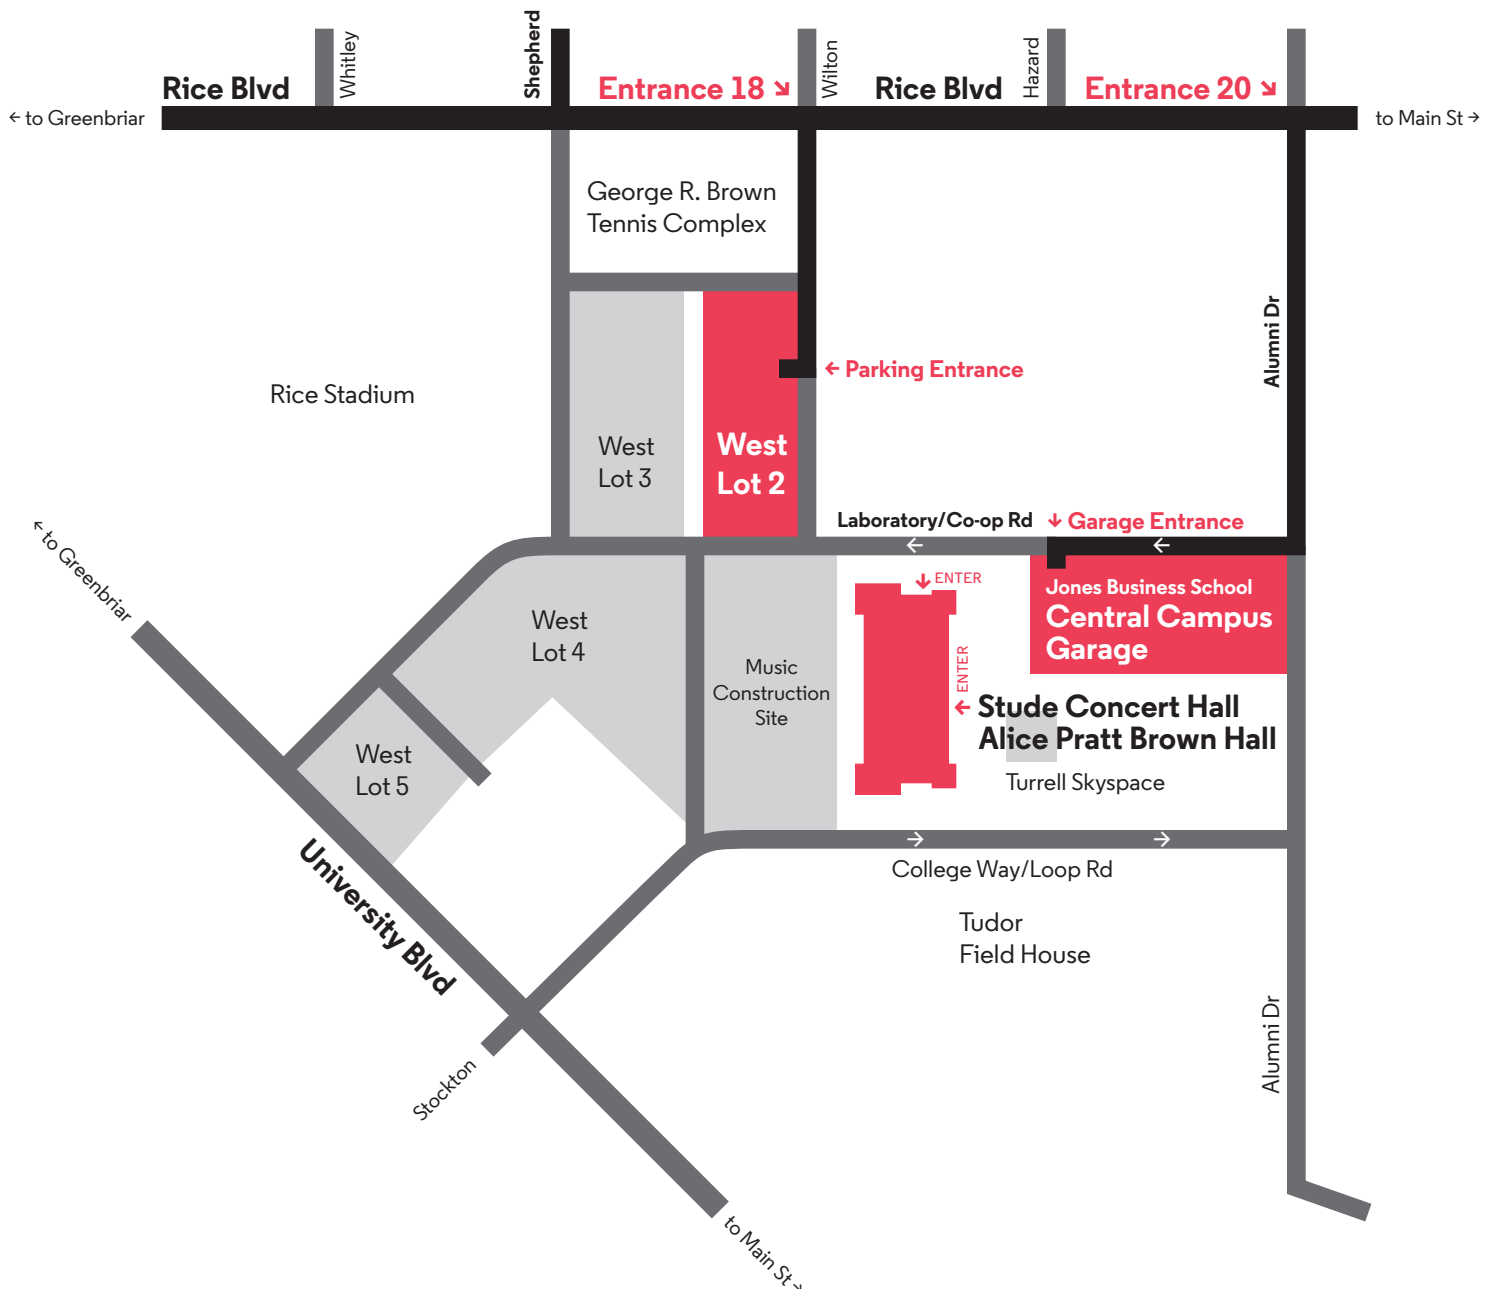 Whitley
Shepherd
Wilton
Hazard
Rice Blvd
Entrance 18 ↘
Rice Blvd
Entrance 20 ↘
← to Greenbriar
to Main St →
George R. Brown
Tennis Complex
Alumni Dr
← Parking Entrance
Rice Stadium
West
Lot 3
West
Lot 2
Laboratory/Co-op Rd
↓ Garage Entrance
← to Greenbriar
←
←
↓ ENTER
Jones Business School
Central Campus
Garage
West
Lot 4
Music
Construction
Site
← ENTER
Stude Concert Hall
Alice Pratt Brown Hall
Turrell Skyspace
West
Lot 5
→
→
College Way/Loop Rd
University Blvd
Tudor
Field House
Alumni Dr
Stockton
to Main St →